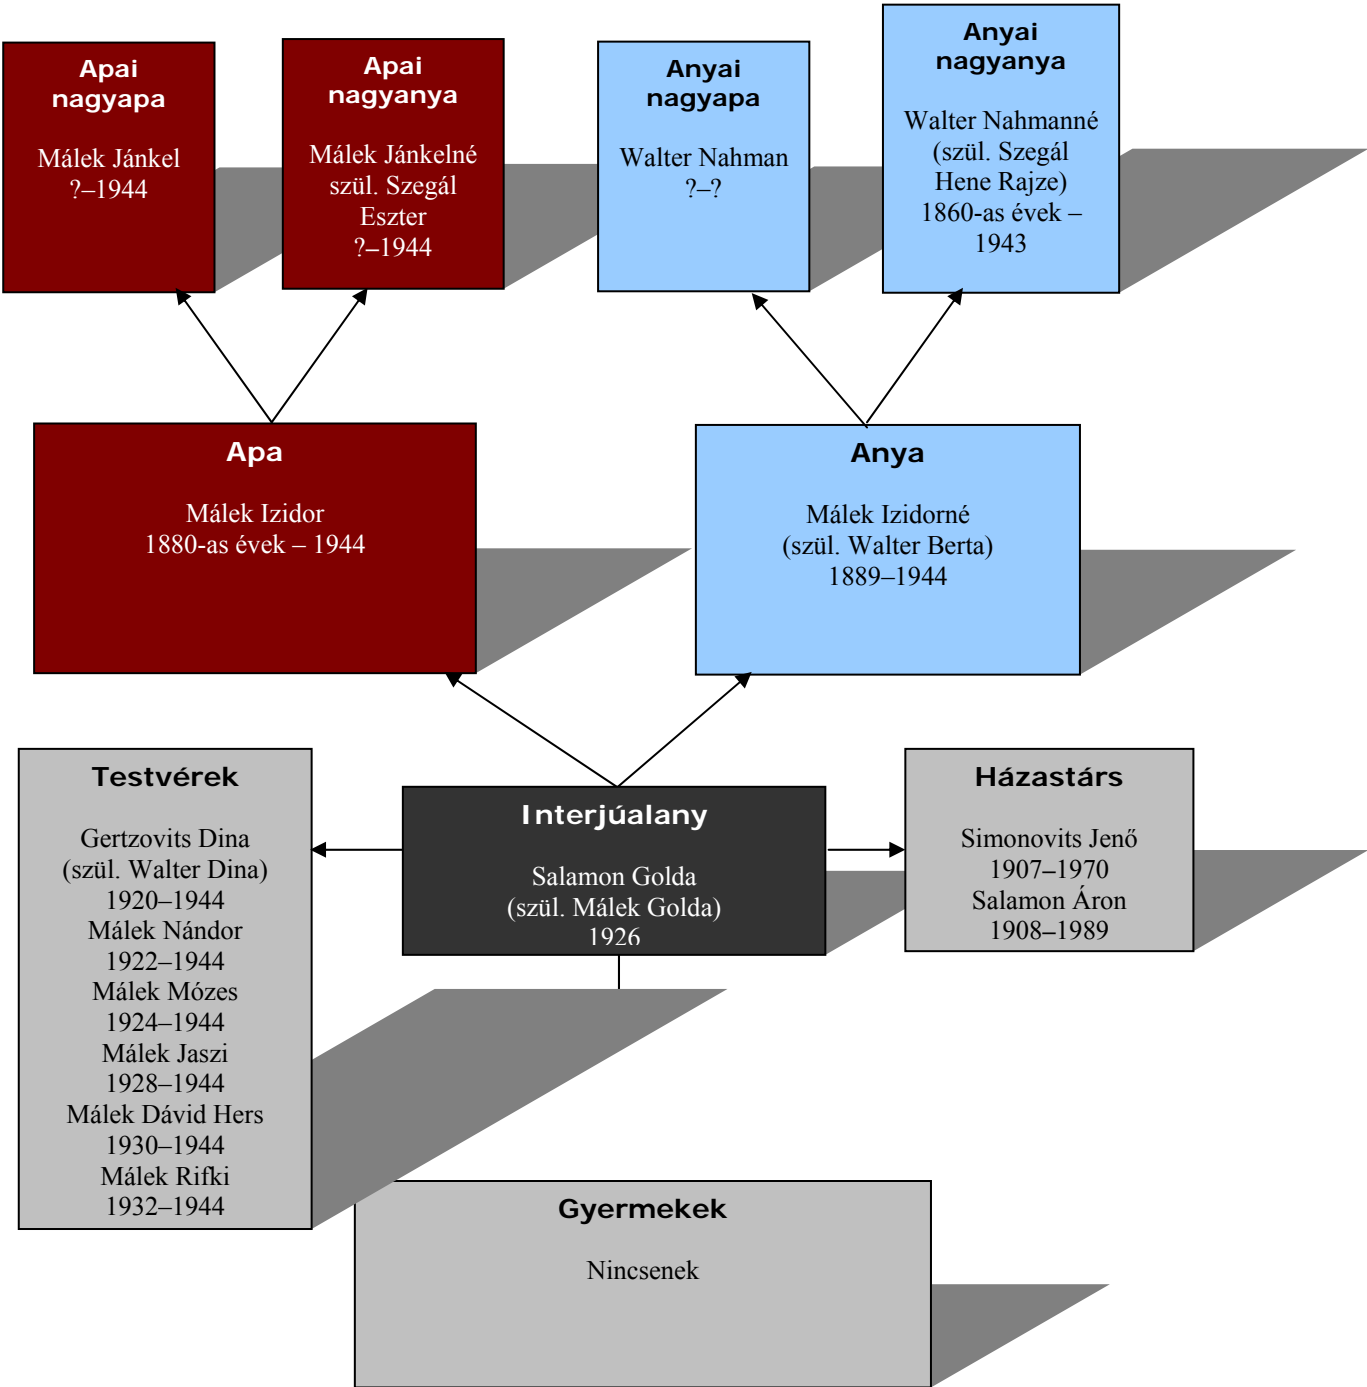 Apai
nagyapa
Málek Jánkel
?–1944
Apai
nagyanya
Málek Jánkelné
szül. Szegál
Eszter
?–1944
Anyai
nagyapa
Walter Nahman
?–?
Anyai
nagyanya
Walter Nahmanné
(szül. Szegál
Hene Rajze)
1860-as évek –
1943
Apa
Málek Izidor
1880-as évek – 1944
Anya
Málek Izidorné
(szül. Walter Berta)
1889–1944
Testvérek
Gertzovits Dina
(szül. Walter Dina)
1920–1944
Málek Nándor
1922–1944
Málek Mózes
1924–1944
Málek Jaszi
1928–1944
Málek Dávid Hers
1930–1944
Málek Rifki
1932–1944
Interjúalany
Salamon Golda
(szül. Málek Golda)
1926
Házastárs
Simonovits Jenő
1907–1970
Salamon Áron
1908–1989
Gyermekek
Nincsenek